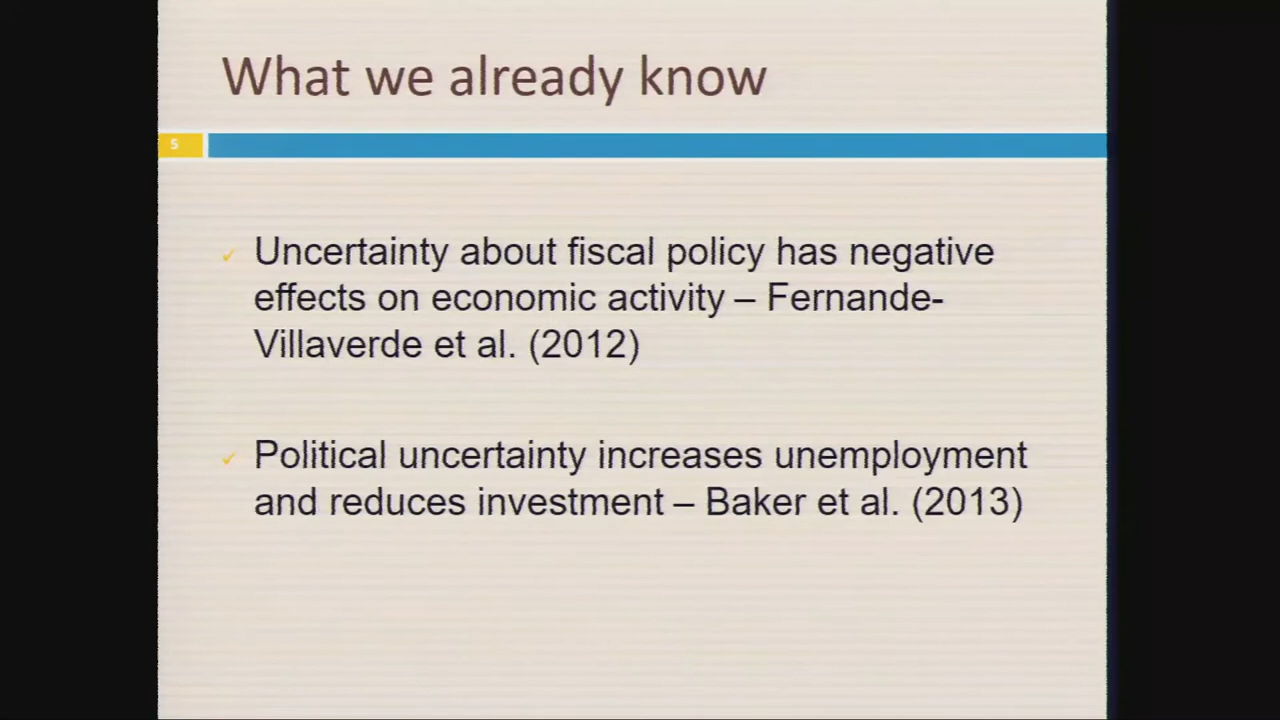 What we already know
5
Uncertainty about fiscal policy has negative
effects on economic activity – Fernande-
Villaverde et al. (2012)
Political uncertainty increases unemployment
and reduces investment – Baker et al. (2013)